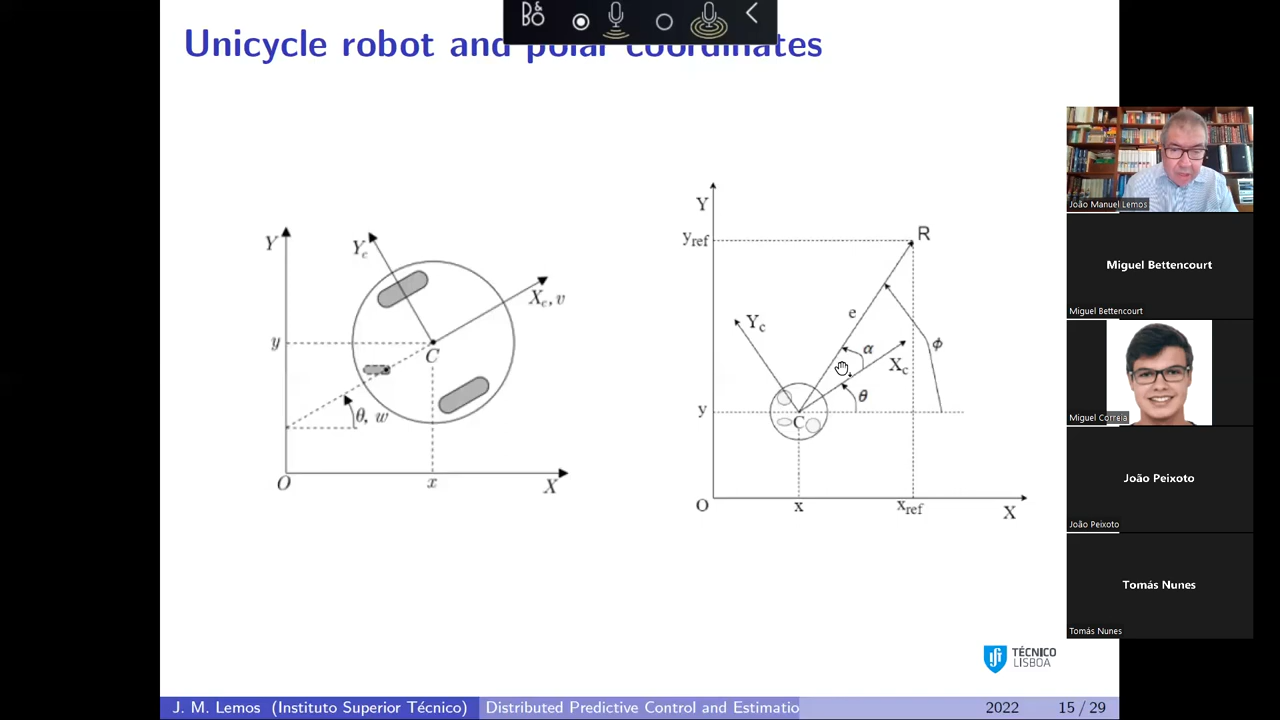 B&O
Unicycle robot and polar coordinates
Y
Y_c
X_c, v
y
C
θ, w
O
x
X
Y
y_ref
R
e
Y_c
α
ϕ
X_c
θ
y
C
O
x
x_ref
X
TÉCNICO
LISBOA
J. M. Lemos (Instituto Superior Técnico)
Distributed Predictive Control and Estimatio
2022
15 / 29
João Manuel Lemos
Miguel Bettencourt
Miguel Bettencourt
Miguel Correia
João Peixoto
João Peixoto
Tomás Nunes
Tomás Nunes